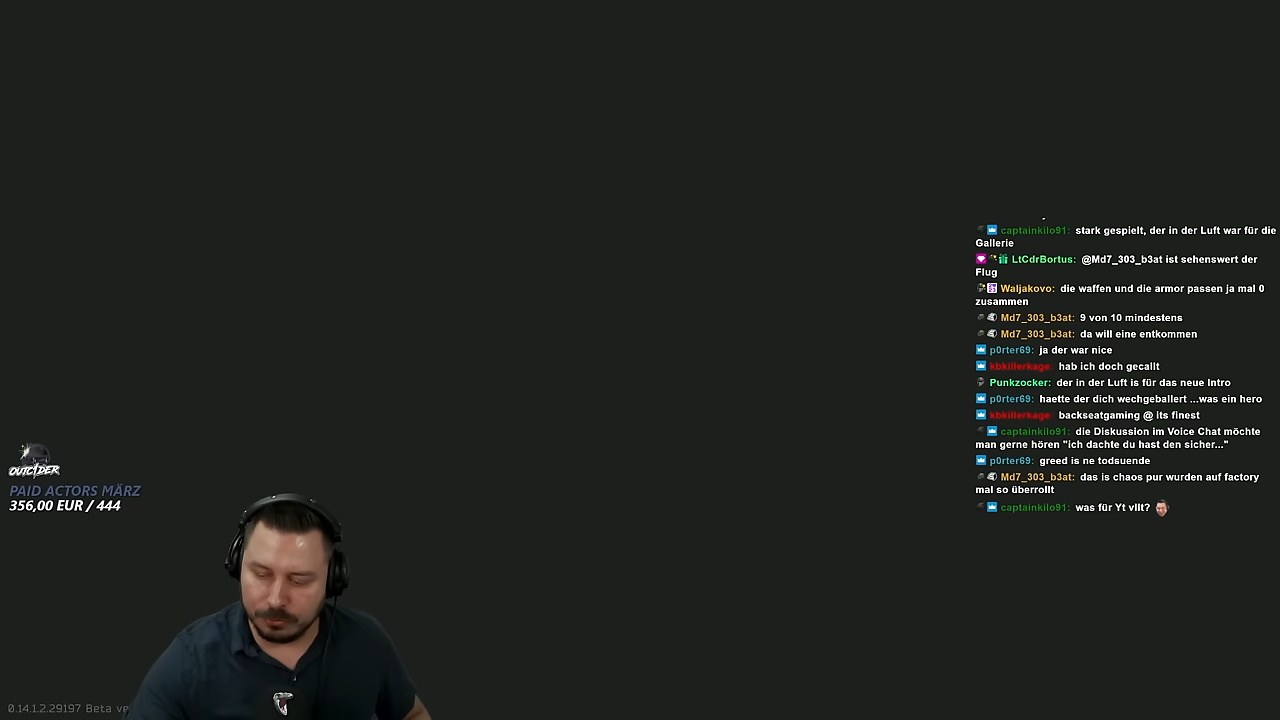 captainkilo91: stark gespielt, der in der Luft war für die
Gallerie
LtCdrBortus: @Md7_303_b3at ist sehenswert der
Flug
Waljakovo: die waffen und die armor passen ja mal 0
zusammen
Md7_303_b3at: 9 von 10 mindestens
Md7_303_b3at: da will eine entkommen
p0rter69: ja der war nice
kbkillerkage: hab ich doch gecallt
Punkzocker: der in der Luft is für das neue Intro
p0rter69: haette der dich wechgeballert ...was ein hero
kbkillerkage: backseatgaming @ its finest
captainkilo91: die Diskussion im Voice Chat möchte
man gerne hören "ich dachte du hast den sicher..."
p0rter69: greed is ne todsuende
Md7_303_b3at: das is chaos pur wurden auf factory
mal so überrollt
captainkilo91: was für Yt vllt?
OUTCIDER
PAID ACTORS MÄRZ
356,00 EUR / 444
0.14.1.2.29197 Beta ve